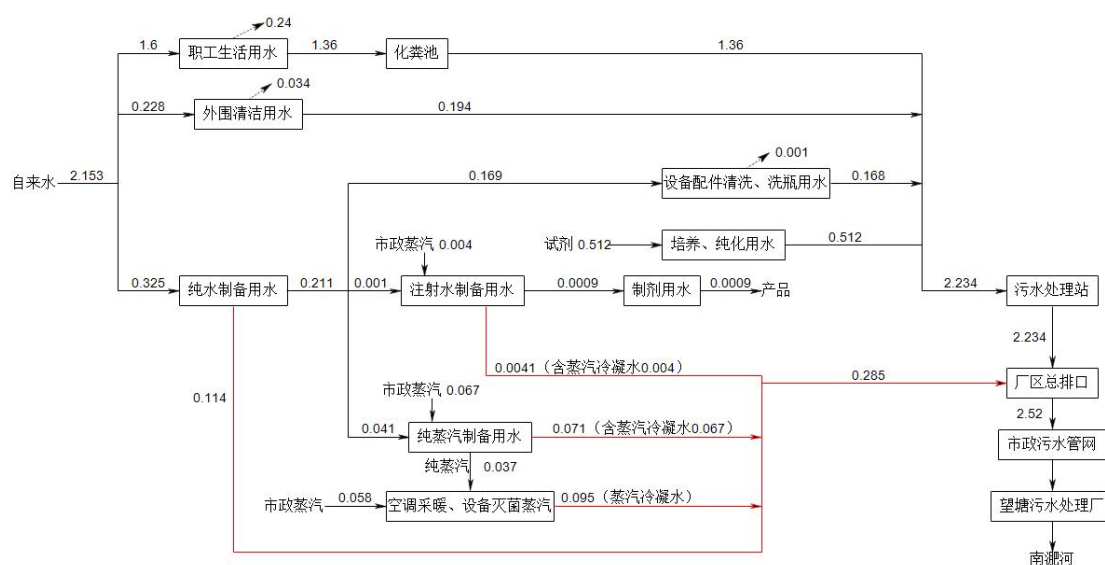 0.24
1.6
职工生活用水
1.36
化粪池
1.36
0.034
0.228
外围清洁用水
0.194
自来水
2.153
0.169
0.001
设备配件清洗、洗瓶用水
0.168
市政蒸汽
0.004
试剂
0.512
培养、纯化用水
0.512
0.325
纯水制备用水
0.211
0.001
注射水制备用水
0.0009
制剂用水
0.0009
产品
2.234
污水处理站
2.234
0.0041（含蒸汽冷凝水0.004）
0.285
厂区总排口
0.114
市政蒸汽
0.067
2.52
0.041
纯蒸汽制备用水
0.071（含蒸汽冷凝水0.067）
市政污水管网
纯蒸汽
0.037
市政蒸汽
0.058
空调采暖、设备灭菌蒸汽
0.095（蒸汽冷凝水）
望塘污水处理厂
南淝河